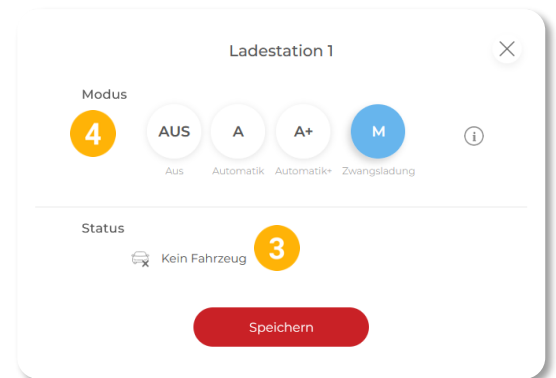 Ladestation 1
Modus
4
AUS A A+ M
Aus Automatik Automatik+ Zwangsladung
i
Status
Kein Fahrzeug 3
Speichern